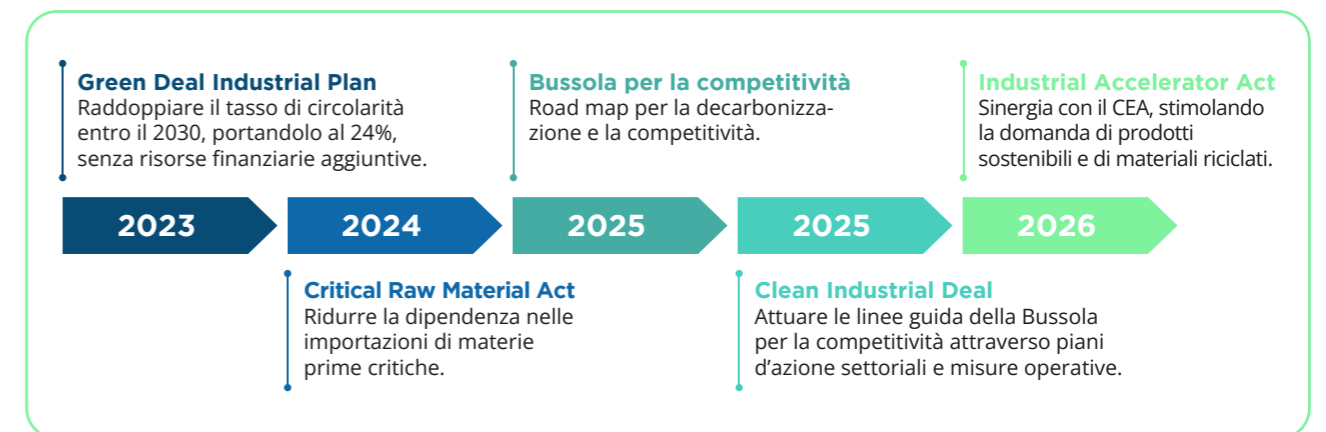 Green Deal Industrial Plan
Raddoppiare il tasso di circolarità
entro il 2030, portandolo al 24%,
senza risorse finanziarie aggiuntive.
Bussola per la competitività
Road map per la decarbonizza-
zione e la competitività.
Industrial Accelerator Act
Sinergia con il CEA, stimolando
la domanda di prodotti
sostenibili e di materiali riciclati.
2023
2024
2025
2025
2026
Critical Raw Material Act
Ridurre la dipendenza nelle
importazioni di materie
prime critiche.
Clean Industrial Deal
Attuare le linee guida della Bussola
per la competitività attraverso piani
d’azione settoriali e misure operative.